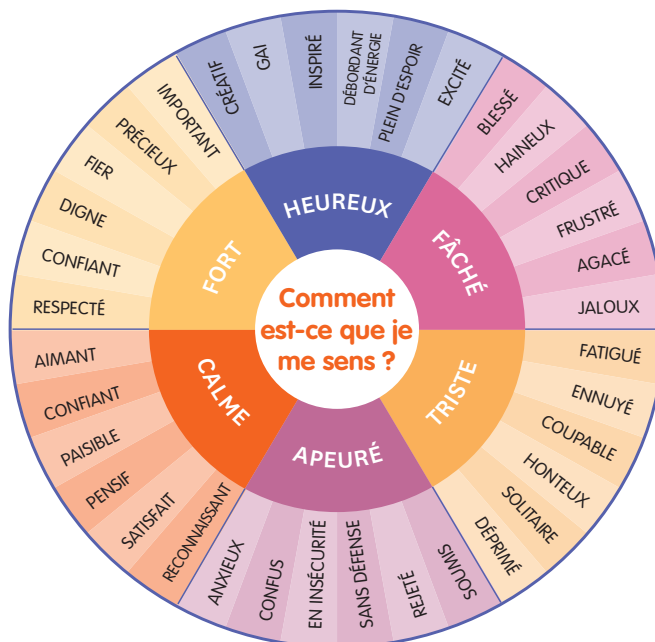 Comment
est-ce que je
me sens ?
HEUREUX
CRÉATIF
GAI
INSPIRÉ
DÉBORDANT
D'ÉNERGIE
PLEIN D'ESPOIR
EXCITÉ
FÂCHÉ
BLESSÉ
HAINEUX
CRITIQUE
FRUSTRÉ
AGACÉ
JALOUX
TRISTE
FATIGUÉ
ENNUYÉ
COUPABLE
HONTEUX
SOLITAIRE
DÉPRIMÉ
APEURÉ
SOUMIS
REJETÉ
SANS DÉFENSE
EN INSÉCURITÉ
CONFUS
ANXIEUX
CALME
RECONNAISSANT
SATISFAIT
PENSIF
PAISIBLE
CONFIANT
AIMANT
FORT
RESPECTÉ
CONFIANT
DIGNE
FIER
PRÉCIEUX
IMPORTANT